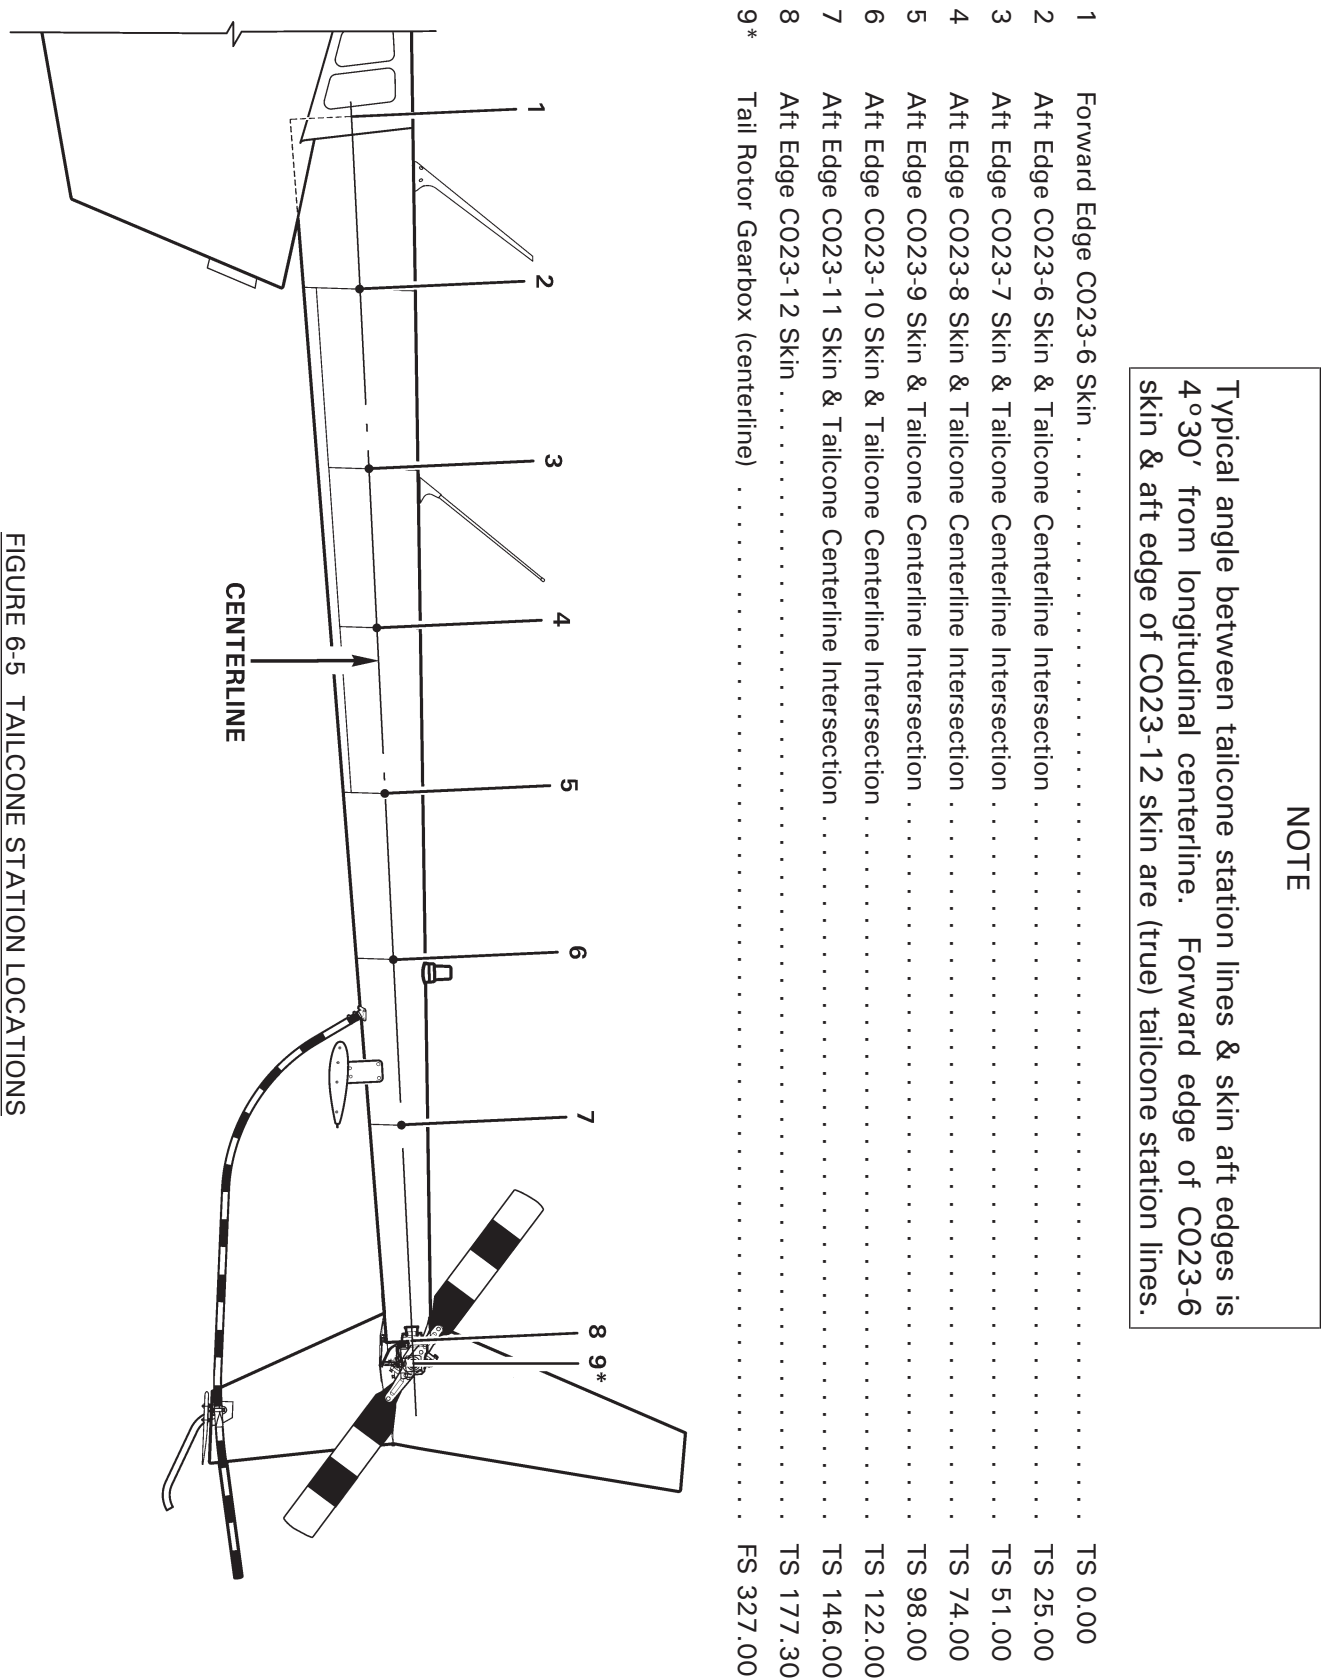 NOTE
Typical angle between tailcone station lines & skin aft edges is
4°30′ from longitudinal centerline. Forward edge of C023-6
skin & aft edge of C023-12 skin are (true) tailcone station lines.
1 Forward Edge C023-6 Skin . . . . . . . . . . . . . . . . . . . . TS 0.00
2 Aft Edge C023-6 Skin & Tailcone Centerline Intersection . . . . . . . . . . . . . . . . . . . . TS 25.00
3 Aft Edge C023-7 Skin & Tailcone Centerline Intersection . . . . . . . . . . . . . . . . . . . . TS 51.00
4 Aft Edge C023-8 Skin & Tailcone Centerline Intersection . . . . . . . . . . . . . . . . . . . . TS 74.00
5 Aft Edge C023-9 Skin & Tailcone Centerline Intersection . . . . . . . . . . . . . . . . . . . . TS 98.00
6 Aft Edge C023-10 Skin & Tailcone Centerline Intersection . . . . . . . . . . . . . . . . . . . . TS 122.00
7 Aft Edge C023-11 Skin & Tailcone Centerline Intersection . . . . . . . . . . . . . . . . . . . . TS 146.00
8 Aft Edge C023-12 Skin . . . . . . . . . . . . . . . . . . . . TS 177.30
9* Tail Rotor Gearbox (centerline) . . . . . . . . . . . . . . . . . . . . FS 327.00
1
2
3
4
5
6
7
8
9*
CENTERLINE
FIGURE 6-5 TAILCONE STATION LOCATIONS